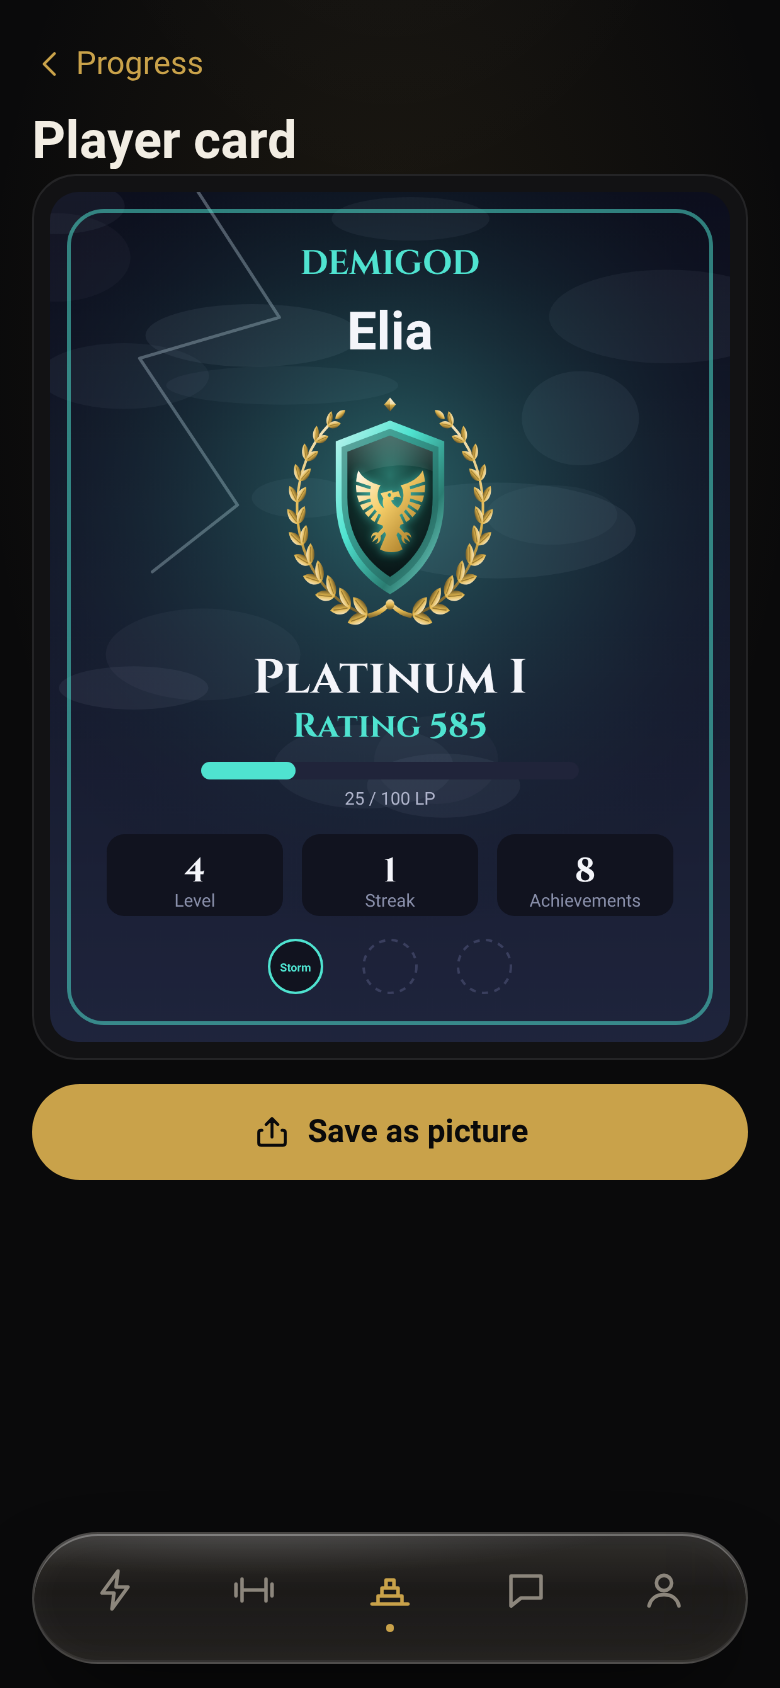 Progress
Player card
DEMIGOD
Elia
Platinum I
Rating 585
25 / 100 LP
4
Level
1
Streak
8
Achievements
Storm
Save as picture